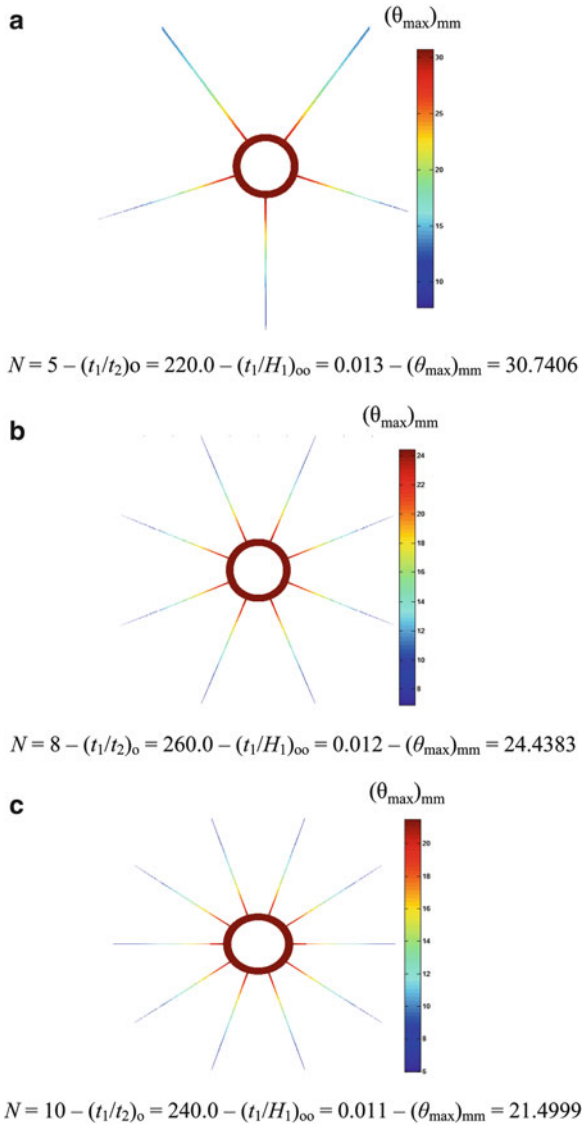 a
(θmax)mm
30
25
20
15
10
N = 5 – (t1/t2)o = 220.0 – (t1/H1)oo = 0.013 – (θmax)mm = 30.7406
b
(θmax)mm
24
22
20
18
16
14
12
10
8
N = 8 – (t1/t2)o = 260.0 – (t1/H1)oo = 0.012 – (θmax)mm = 24.4383
c
(θmax)mm
20
18
16
14
12
10
8
6
N = 10 – (t1/t2)o = 240.0 – (t1/H1)oo = 0.011 – (θmax)mm = 21.4999